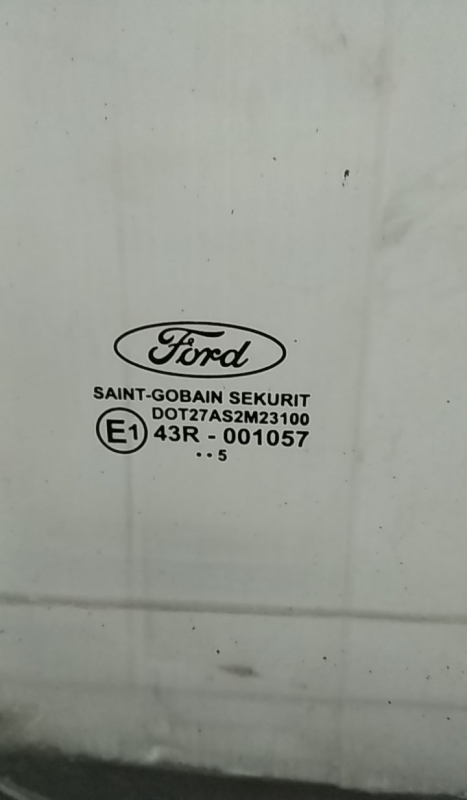 Ford
SAINT-GOBAIN SEKURIT
DOT27AS2M23100
E1 43R - 001057
••5